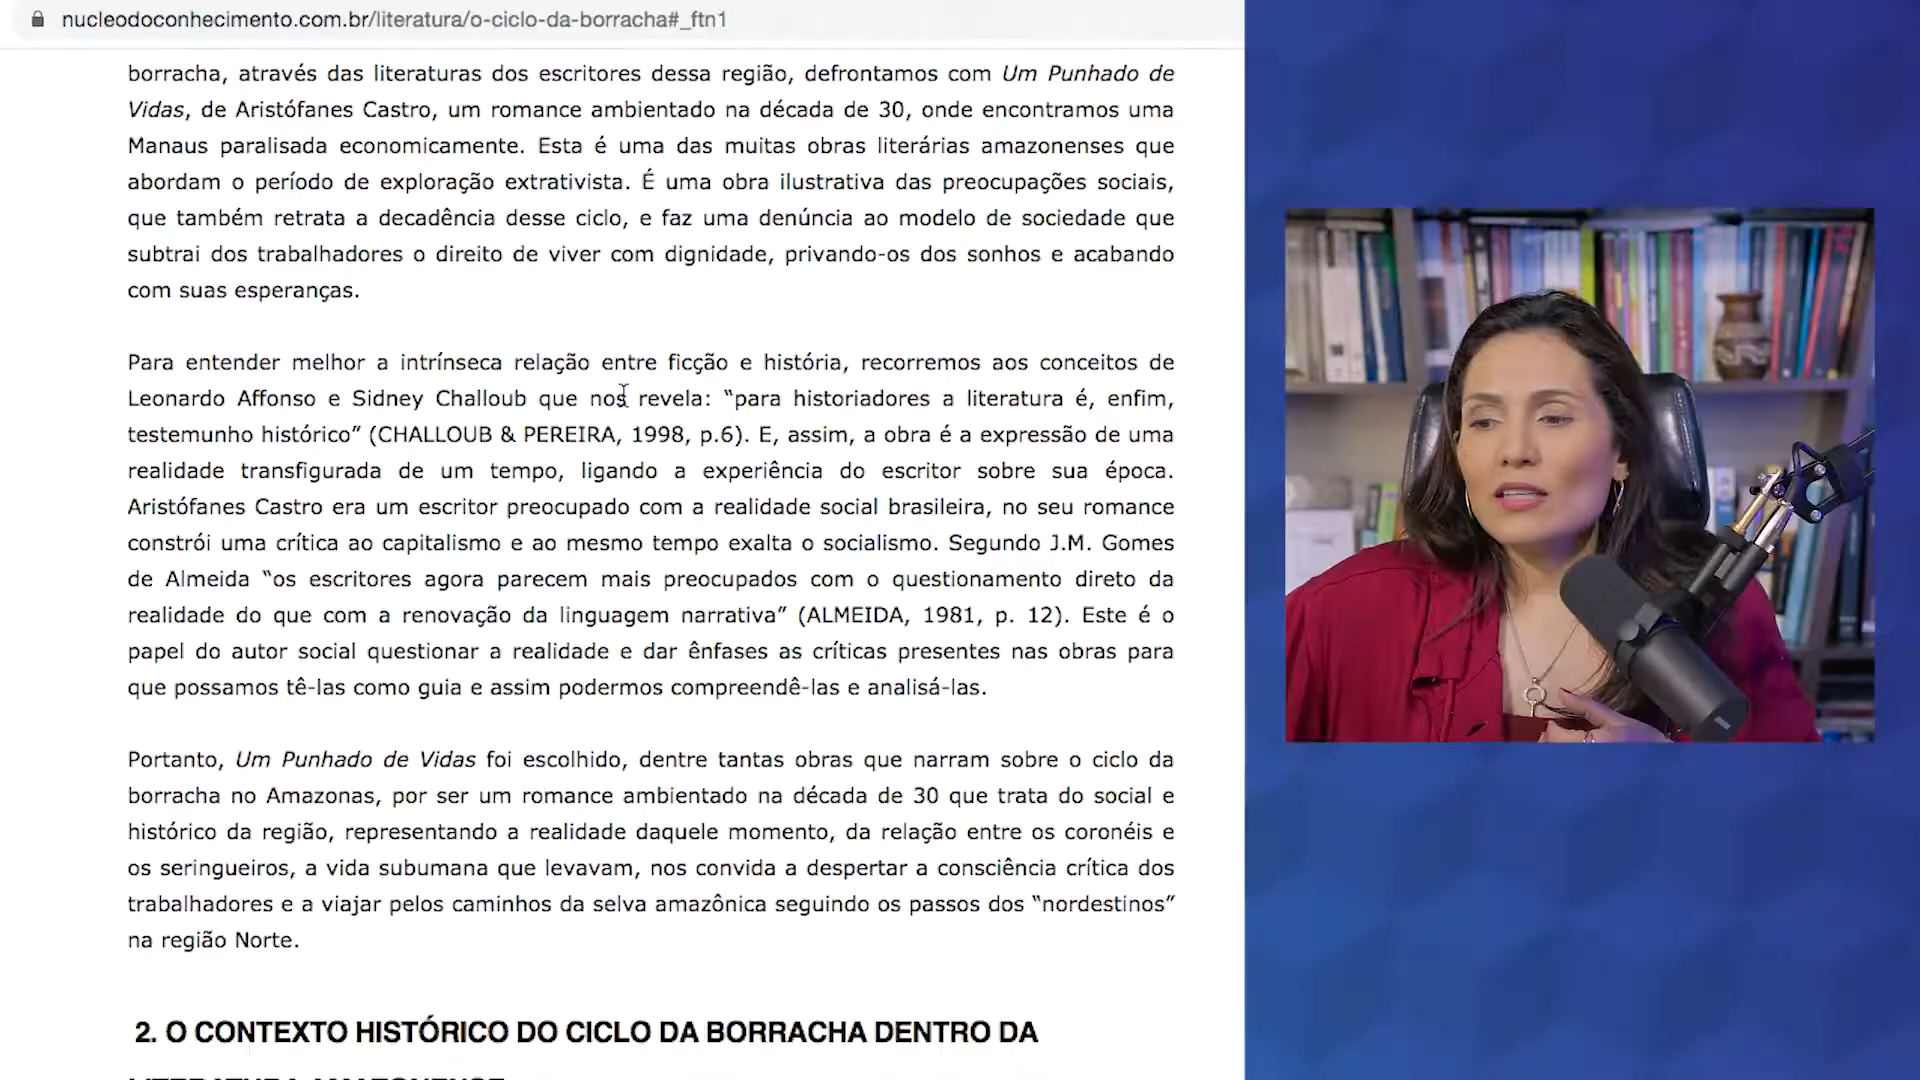 nucleodoconhecimento.com.br/literatura/o-ciclo-da-borracha#_ftn1
borracha, através das literaturas dos escritores dessa região, defrontamos com Um Punhado de
Vidas, de Aristófanes Castro, um romance ambientado na década de 30, onde encontramos uma
Manaus paralisada economicamente. Esta é uma das muitas obras literárias amazonenses que
abordam o período de exploração extrativista. É uma obra ilustrativa das preocupações sociais,
que também retrata a decadência desse ciclo, e faz uma denúncia ao modelo de sociedade que
subtrai dos trabalhadores o direito de viver com dignidade, privando-os dos sonhos e acabando
com suas esperanças.
Para entender melhor a intrínseca relação entre ficção e história, recorremos aos conceitos de
Leonardo Affonso e Sidney Challoub que nos revela: “para historiadores a literatura é, enfim,
testemunho histórico” (CHALLOUB & PEREIRA, 1998, p.6). E, assim, a obra é a expressão de uma
realidade transfigurada de um tempo, ligando a experiência do escritor sobre sua época.
Aristófanes Castro era um escritor preocupado com a realidade social brasileira, no seu romance
constrói uma crítica ao capitalismo e ao mesmo tempo exalta o socialismo. Segundo J.M. Gomes
de Almeida “os escritores agora parecem mais preocupados com o questionamento direto da
realidade do que com a renovação da linguagem narrativa” (ALMEIDA, 1981, p. 12). Este é o
papel do autor social questionar a realidade e dar ênfases as críticas presentes nas obras para
que possamos tê-las como guia e assim podermos compreendê-las e analisá-las.
Portanto, Um Punhado de Vidas foi escolhido, dentre tantas obras que narram sobre o ciclo da
borracha no Amazonas, por ser um romance ambientado na década de 30 que trata do social e
histórico da região, representando a realidade daquele momento, da relação entre os coronéis e
os seringueiros, a vida subumana que levavam, nos convida a despertar a consciência crítica dos
trabalhadores e a viajar pelos caminhos da selva amazônica seguindo os passos dos “nordestinos”
na região Norte.
2. O CONTEXTO HISTÓRICO DO CICLO DA BORRACHA DENTRO DA
LITERATURA AMAZONENSE